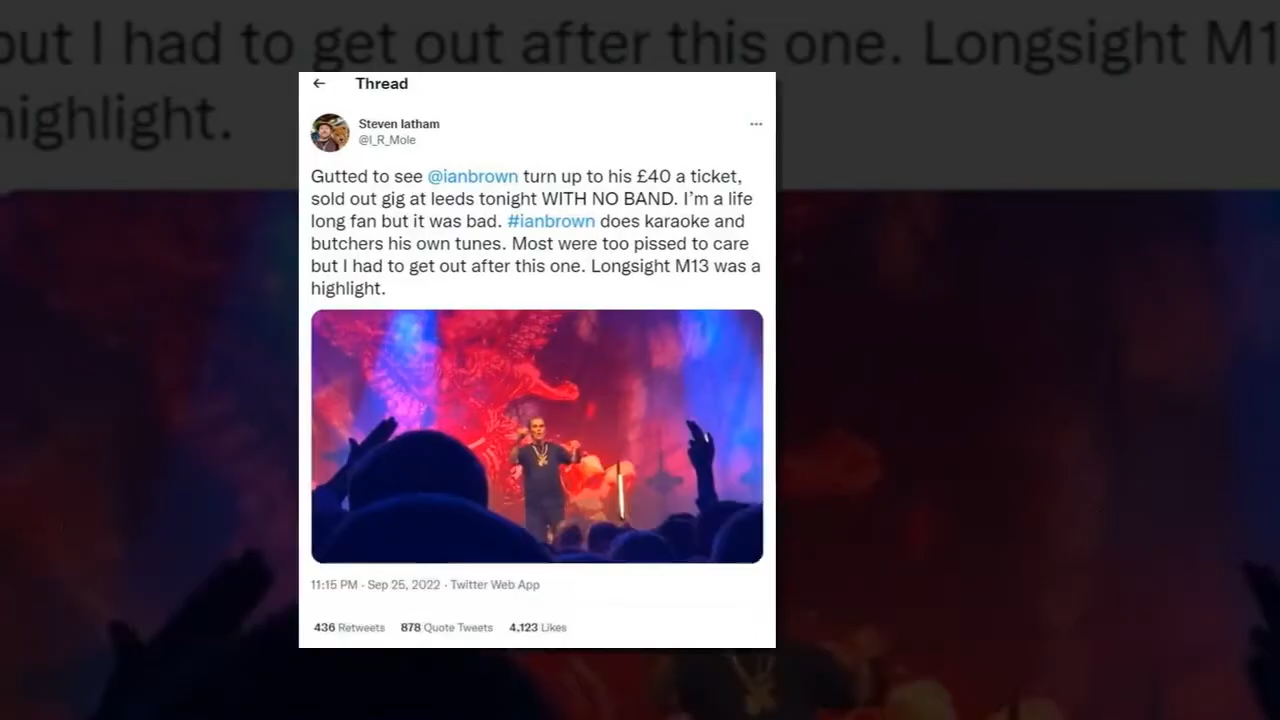 but I had to get out after this one. Longsight M1
highlight.
Thread
Steven latham
@I_R_Mole
Gutted to see @ianbrown turn up to his £40 a ticket,
sold out gig at leeds tonight WITH NO BAND. I'm a life
long fan but it was bad. #ianbrown does karaoke and
butchers his own tunes. Most were too pissed to care
but I had to get out after this one. Longsight M13 was a
highlight.
11:15 PM · Sep 25, 2022 · Twitter Web App
436 Retweets 878 Quote Tweets 4,123 Likes